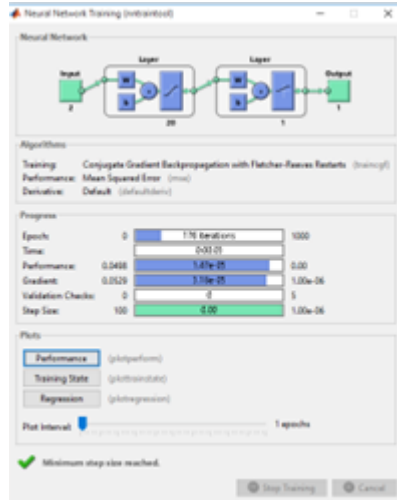 Neural Network Training (nntraintool)
Neural Network
Layer Layer
Input Output
W W
b b
2 20 1 1
Algorithms
Training: Conjugate Gradient Backpropagation with Fletcher-Reeves Restarts (traincgf)
Performance: Mean Squared Error (mse)
Derivative: Default (defaultderiv)
Progress
Epoch: 0 176 iterations 1000
Time: 0:00:01
Performance: 0.0498 0.00
Gradient: 0.0529 1.00e-06
Validation Checks: 0 0 5
Step Size: 100 0.00 1.00e-06
Plots
Performance (plotperform)
Training State (plottrainstate)
Regression (plotregression)
Plot Interval: 1 epochs
Minimum step size reached.
Stop Training Cancel